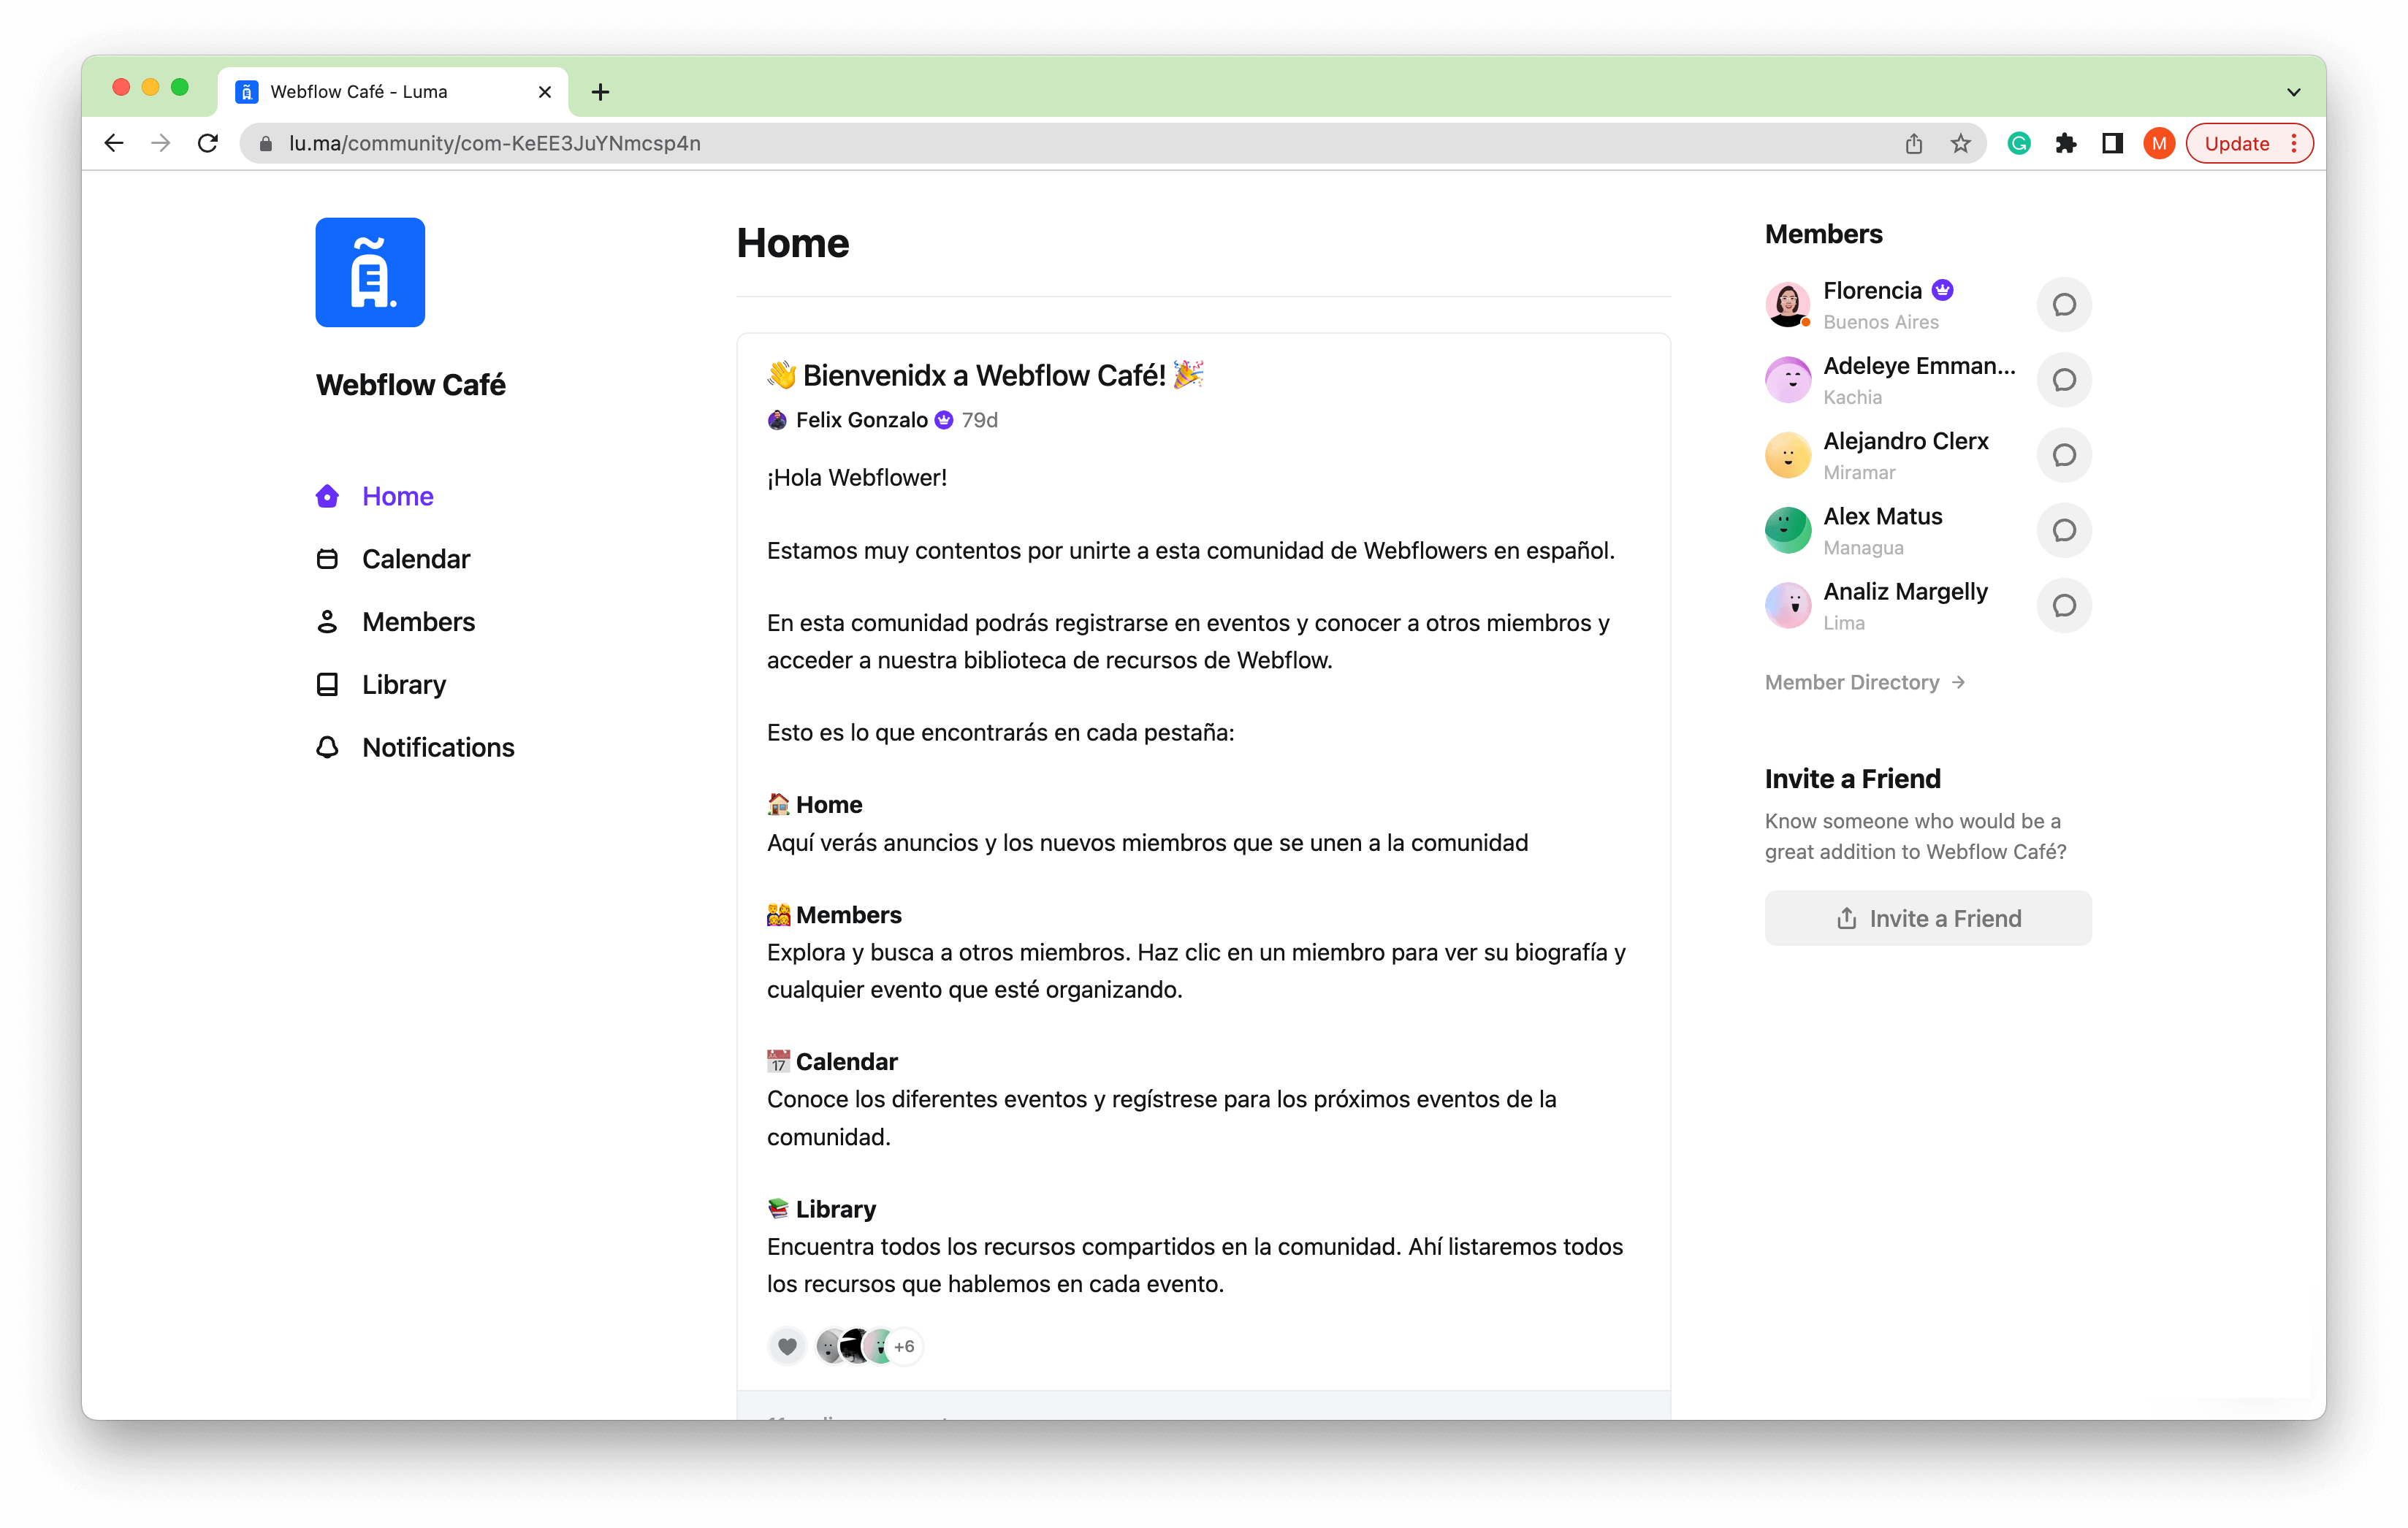 Webflow Café - Luma
lu.ma/community/com-KeEE3JuYNmcsp4n
M
Update
Webflow Café
Home
Calendar
Members
Library
Notifications
Home
👋 Bienvenidx a Webflow Café! 🎉
Felix Gonzalo 79d
¡Hola Webflower!
Estamos muy contentos por unirte a esta comunidad de Webflowers en español.
En esta comunidad podrás registrarse en eventos y conocer a otros miembros y
acceder a nuestra biblioteca de recursos de Webflow.
Esto es lo que encontrarás en cada pestaña:
🏠 Home
Aquí verás anuncios y los nuevos miembros que se unen a la comunidad
👨‍👩‍👧‍👦 Members
Explora y busca a otros miembros. Haz clic en un miembro para ver su biografía y
cualquier evento que esté organizando.
📅 Calendar
Conoce los diferentes eventos y regístrese para los próximos eventos de la
comunidad.
📚 Library
Encuentra todos los recursos compartidos en la comunidad. Ahí listaremos todos
los recursos que hablemos en cada evento.
+6
Members
Florencia
Buenos Aires
Adeleye Emman...
Kachia
Alejandro Clerx
Miramar
Alex Matus
Managua
Analiz Margelly
Lima
Member Directory →
Invite a Friend
Know someone who would be a
great addition to Webflow Café?
Invite a Friend